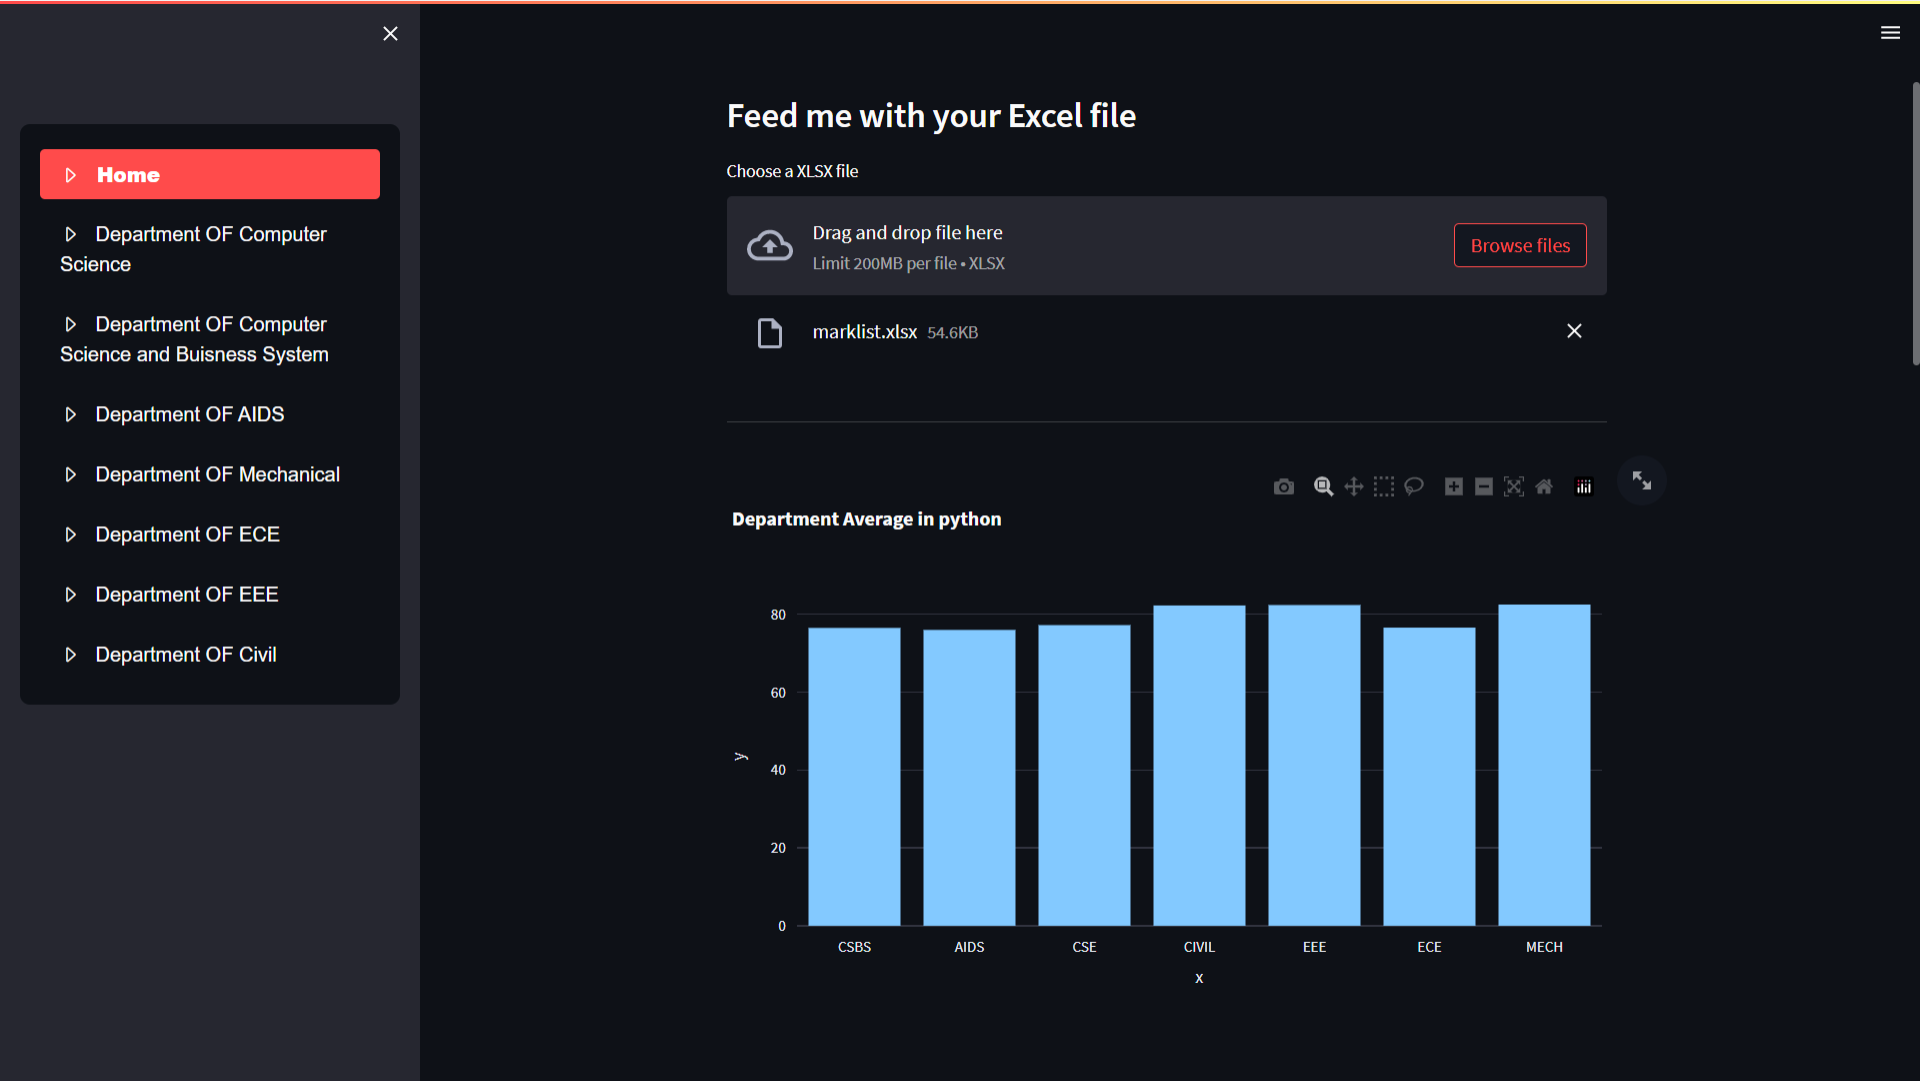 Home
Department OF Computer
Science
Department OF Computer
Science and Buisness System
Department OF AIDS
Department OF Mechanical
Department OF ECE
Department OF EEE
Department OF Civil
Feed me with your Excel file
Choose a XLSX file
Drag and drop file here
Limit 200MB per file • XLSX
Browse files
marklist.xlsx 54.6KB
Department Average in python
80
60
40
20
0
y
CSBS AIDS CSE CIVIL EEE ECE MECH
x